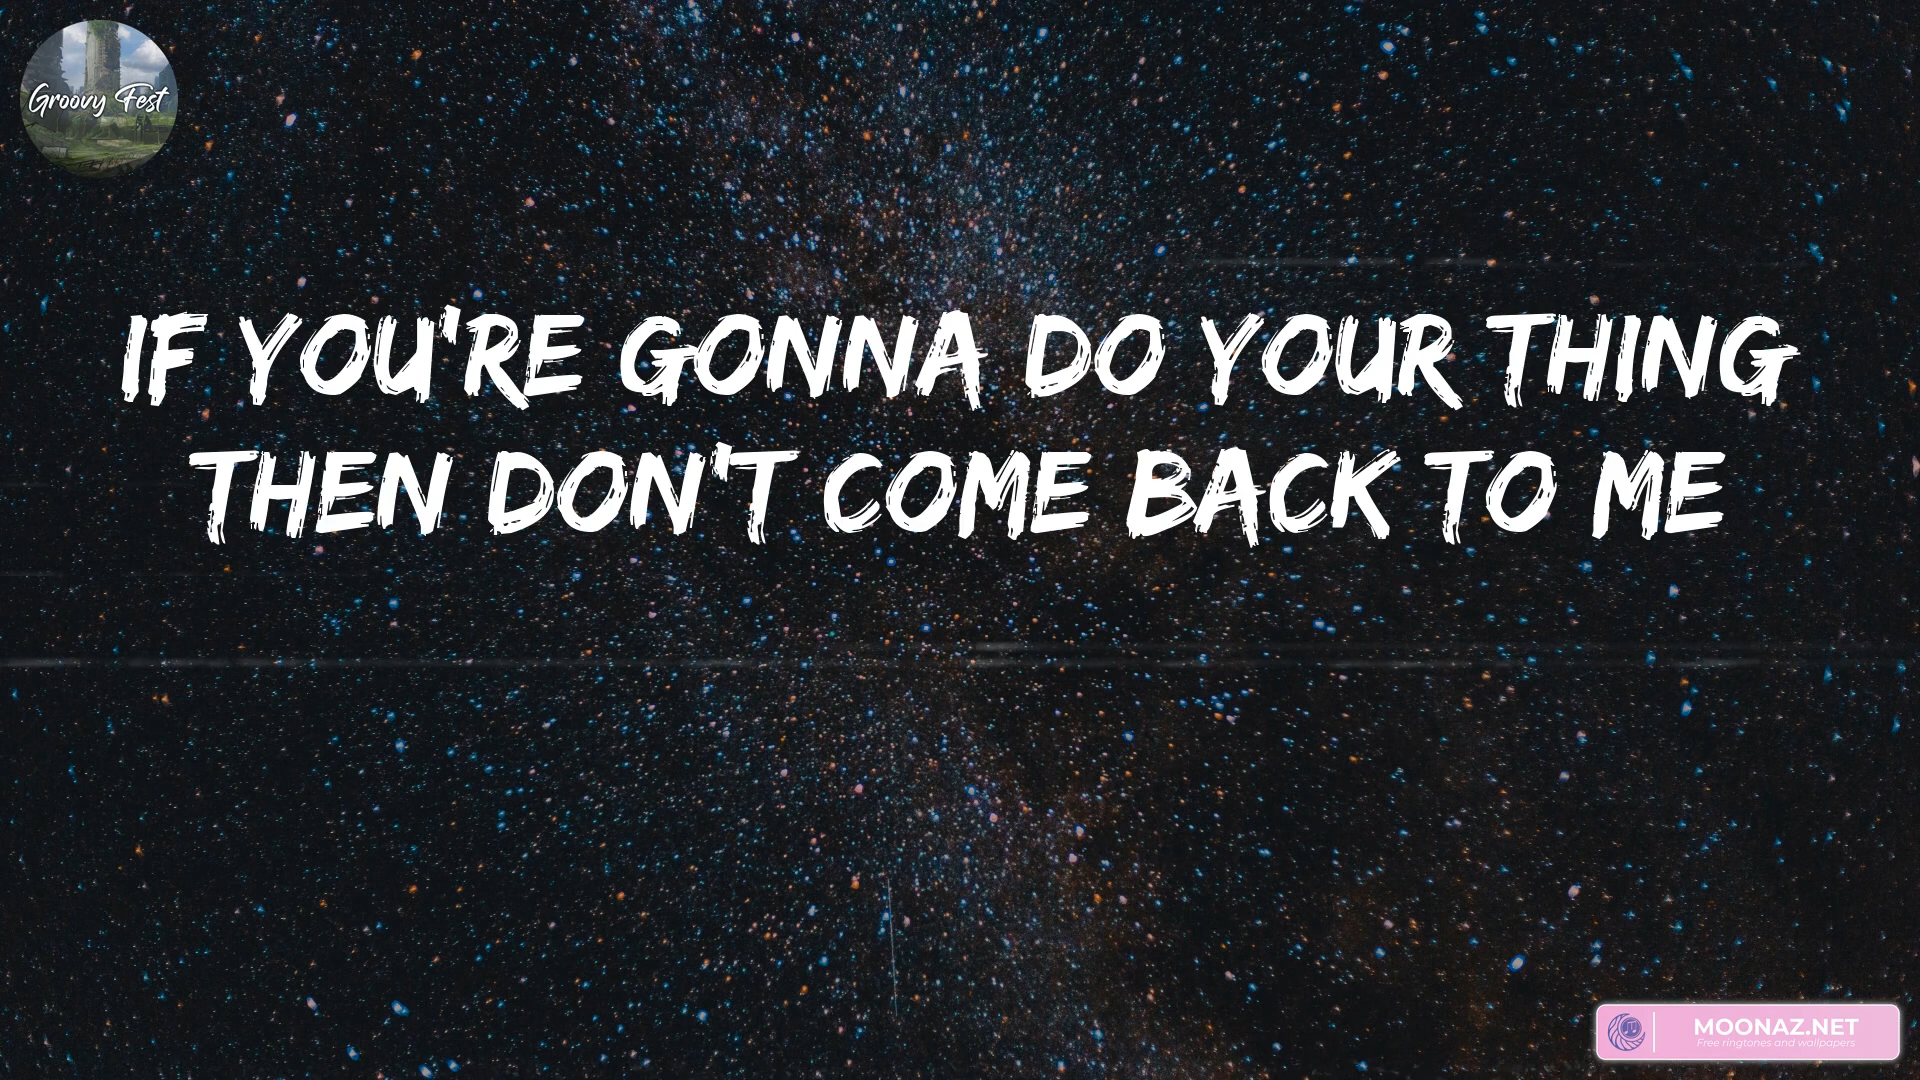 Groovy Fest
IF YOU'RE GONNA DO YOUR THING
THEN DON'T COME BACK TO ME
MOONAZ.NET
Free ringtones and wallpapers